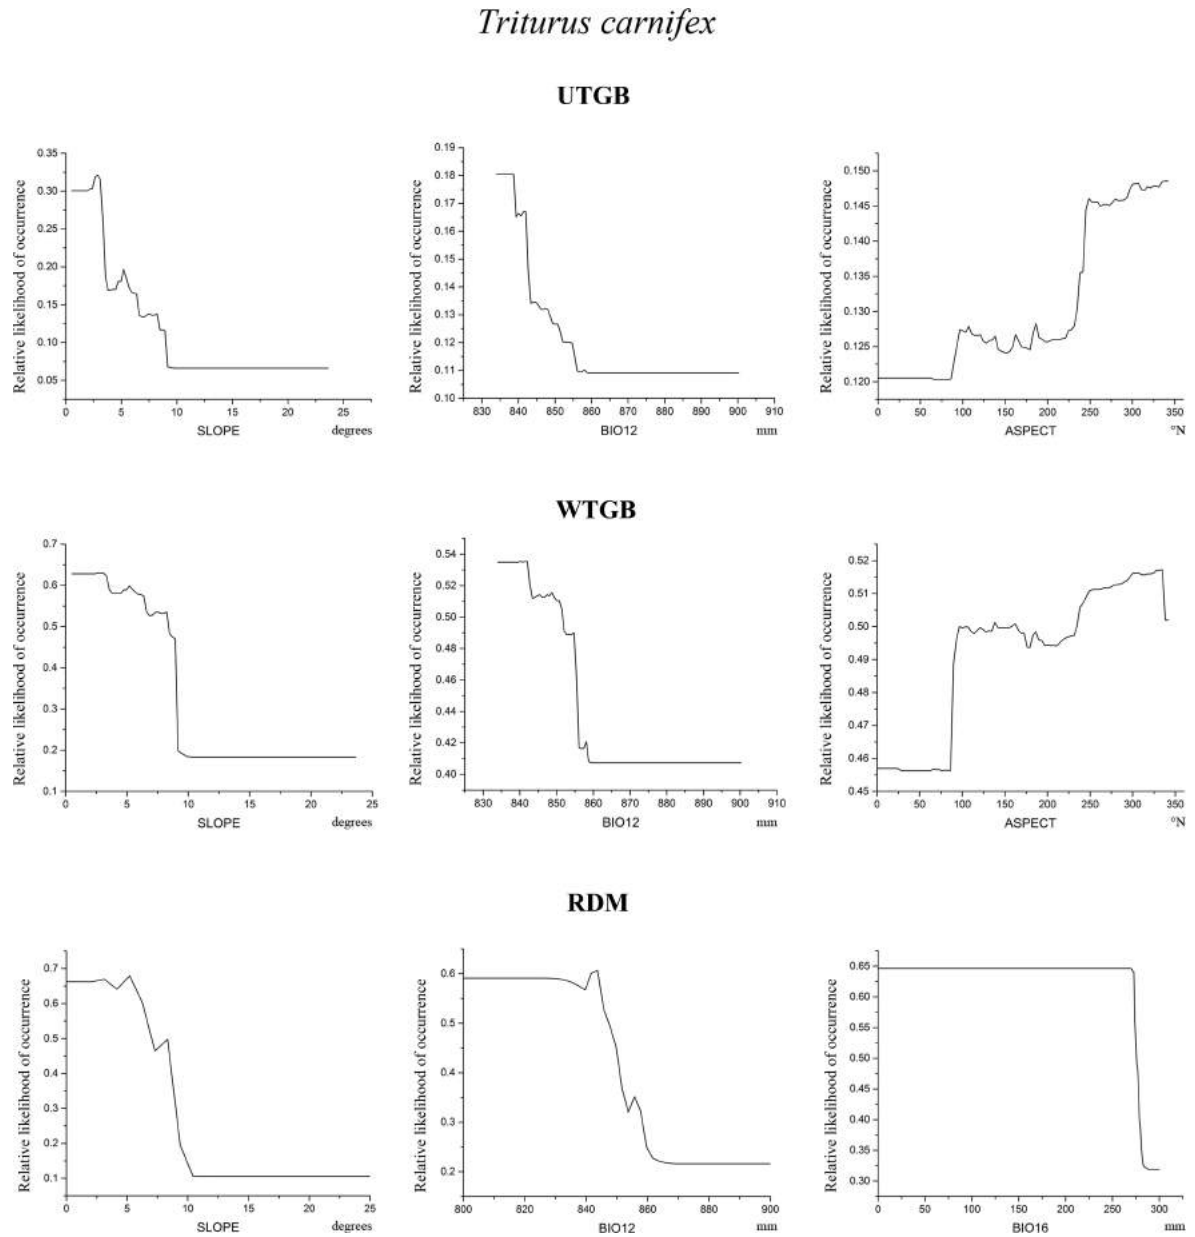 Triturus carnifex
UTGB
Relative likelihood of occurrence
0.35
0.30
0.25
0.20
0.15
0.10
0.05
0 5 10 15 20 25
SLOPE degrees
Relative likelihood of occurrence
0.19
0.18
0.17
0.16
0.15
0.14
0.13
0.12
0.11
0.10
830 840 850 860 870 880 890 900 910
BIO12 mm
Relative likelihood of occurrence
0.150
0.145
0.140
0.135
0.130
0.125
0.120
0 50 100 150 200 250 300 350
ASPECT °N
WTGB
Relative likelihood of occurrence
0.7
0.6
0.5
0.4
0.3
0.2
0.1
0 5 10 15 20 25
SLOPE degrees
Relative likelihood of occurrence
0.54
0.52
0.50
0.48
0.46
0.44
0.42
0.40
830 840 850 860 870 880 890 900 910
BIO12 mm
Relative likelihood of occurrence
0.52
0.51
0.50
0.49
0.48
0.47
0.46
0.45
0 50 100 150 200 250 300 350
ASPECT °N
RDM
Relative likelihood of occurrence
0.7
0.6
0.5
0.4
0.3
0.2
0.1
0 5 10 15 20 25
SLOPE degrees
Relative likelihood of occurrence
0.6
0.5
0.4
0.3
0.2
800 820 840 860 880 900
BIO12 mm
Relative likelihood of occurrence
0.65
0.60
0.55
0.50
0.45
0.40
0.35
0.30
0 50 100 150 200 250 300
BIO16 mm